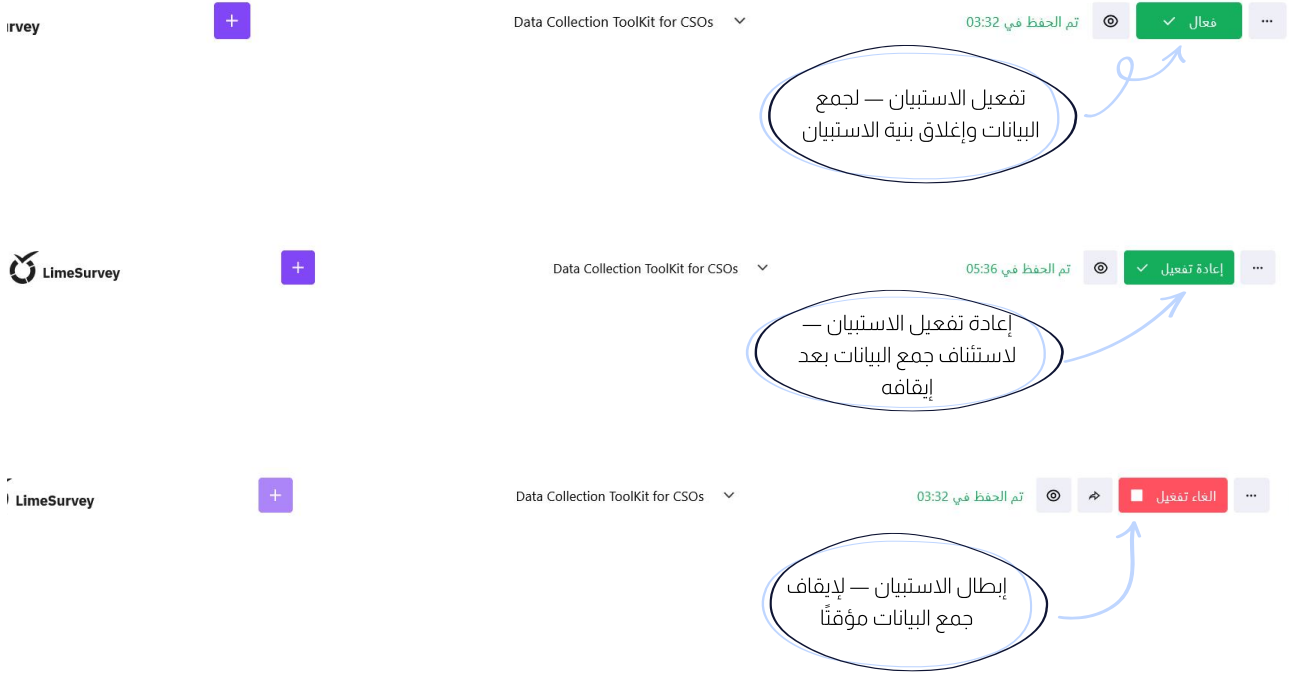 rvey
+
Data Collection ToolKit for CSOs
تم الحفظ في 03:32
فعال
...
تفعيل الاستبيان — لجمع
البيانات وإغلاق بنية الاستبيان
LimeSurvey
+
Data Collection ToolKit for CSOs
تم الحفظ في 05:36
إعادة تفعيل
...
إعادة تفعيل الاستبيان —
لاستئناف جمع البيانات بعد
إيقافه
LimeSurvey
+
Data Collection ToolKit for CSOs
تم الحفظ في 03:32
الغاء تفعيل
...
إبطال الاستبيان — لإيقاف
جمع البيانات مؤقتًا